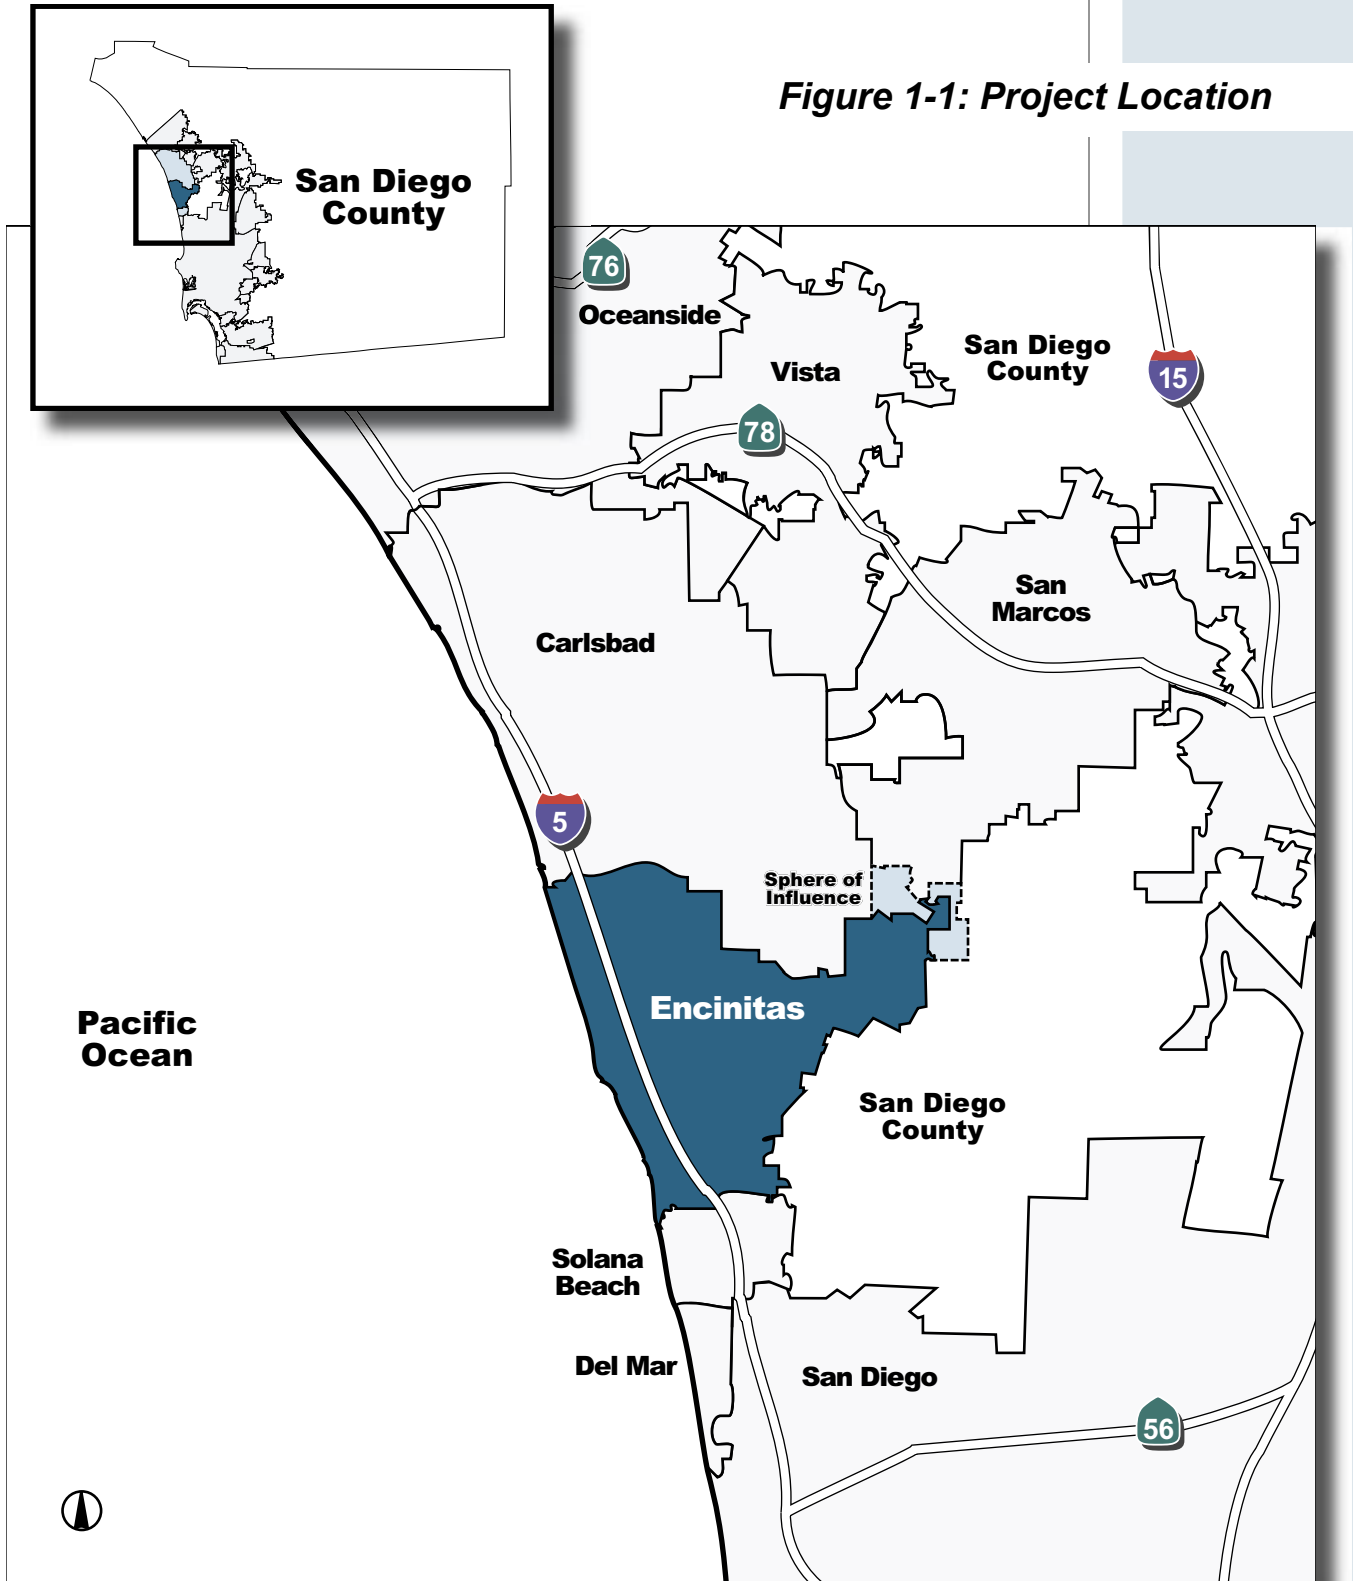 Figure 1-1: Project Location
San Diego
County
76
Oceanside
Vista
San Diego
County
15
78
San
Marcos
Carlsbad
5
Sphere of
Influence
Encinitas
Pacific
Ocean
San Diego
County
Solana
Beach
Del Mar
San Diego
56